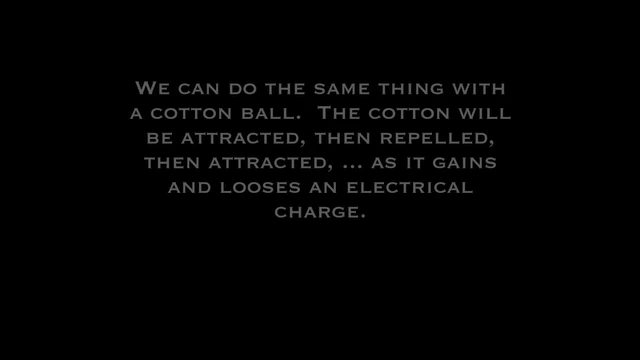 We can do the same thing with
a cotton ball.  The cotton will
be attracted, then repelled,
then attracted, ... as it gains
and looses an electrical
charge.